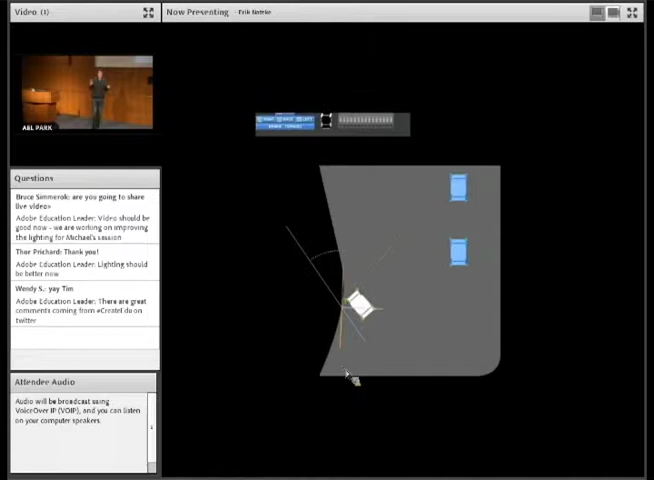 Video (1)
Now Presenting - Erik Natzke
ABL PARK
Questions
Bruce Simmerok: are you going to share
live video>
Adobe Education Leader: Video should be
good now - we are working on improving
the lighting for Michael's session
Thor Prichard: Thank you!
Adobe Education Leader: Lighting should
be better now
Wendy S.- yay Tim
Adobe Education Leader: There are great
comments coming from #CreateEdu on
twitter
Attendee Audio
Audio will be broadcast using
VoiceOver IP (VOIP), and you can listen
on your computer speakers.